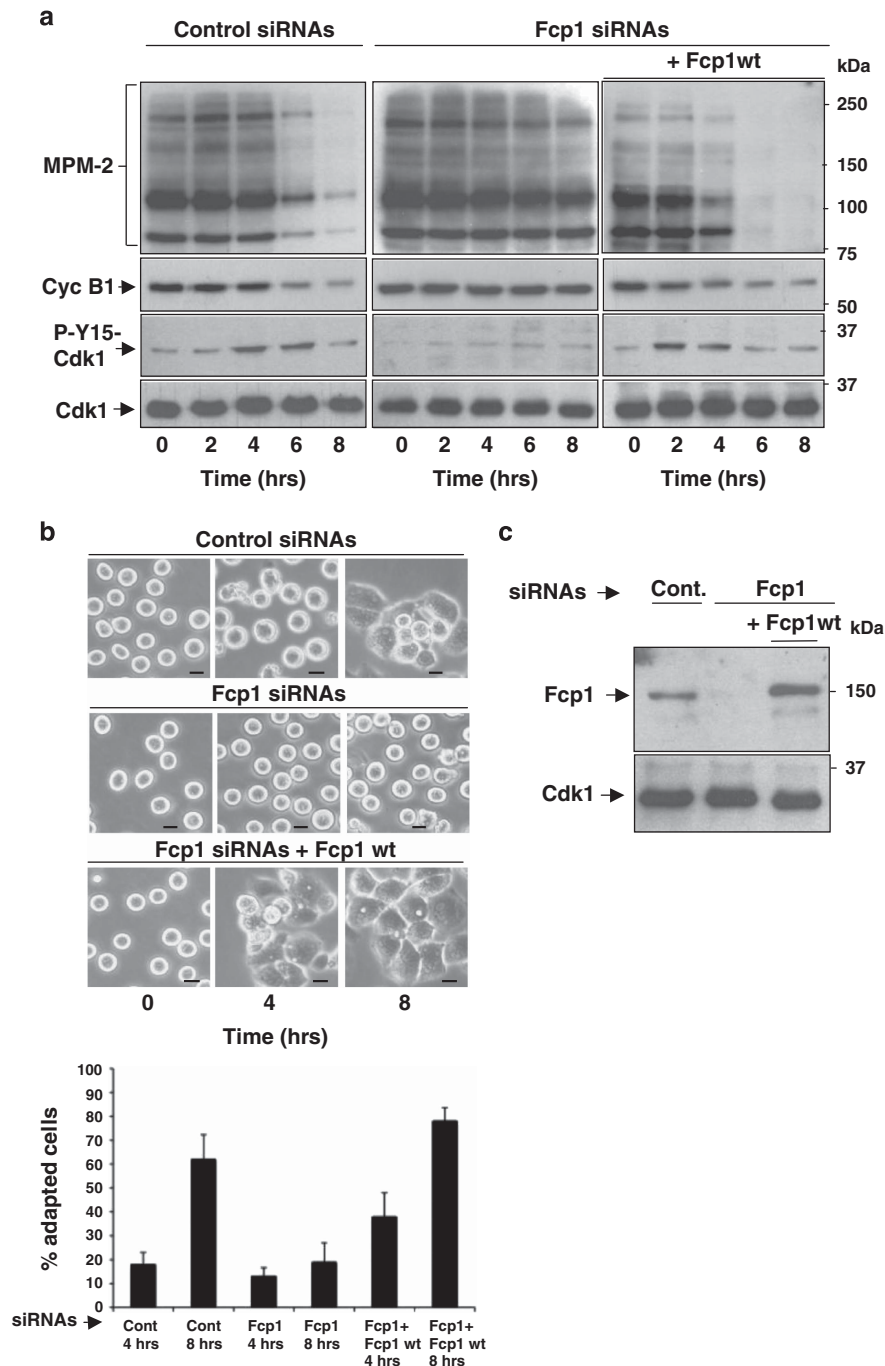 a
Control siRNAs
Fcp1 siRNAs
+ Fcp1wt
kDa
MPM-2
250
150
100
75
Cyc B1
50
P-Y15-
Cdk1
37
Cdk1
37
0 2 4 6 8 0 2 4 6 8 0 2 4 6 8
Time (hrs) Time (hrs) Time (hrs)
b
Control siRNAs
Fcp1 siRNAs
Fcp1 siRNAs + Fcp1 wt
0 4 8
Time (hrs)
% adapted cells
100
90
80
70
60
50
40
30
20
10
0
siRNAs
Cont
4 hrs
Cont
8 hrs
Fcp1
4 hrs
Fcp1
8 hrs
Fcp1+
Fcp1 wt
4 hrs
Fcp1+
Fcp1 wt
8 hrs
c
siRNAs
Cont.
Fcp1
+ Fcp1wt
kDa
Fcp1
150
37
Cdk1